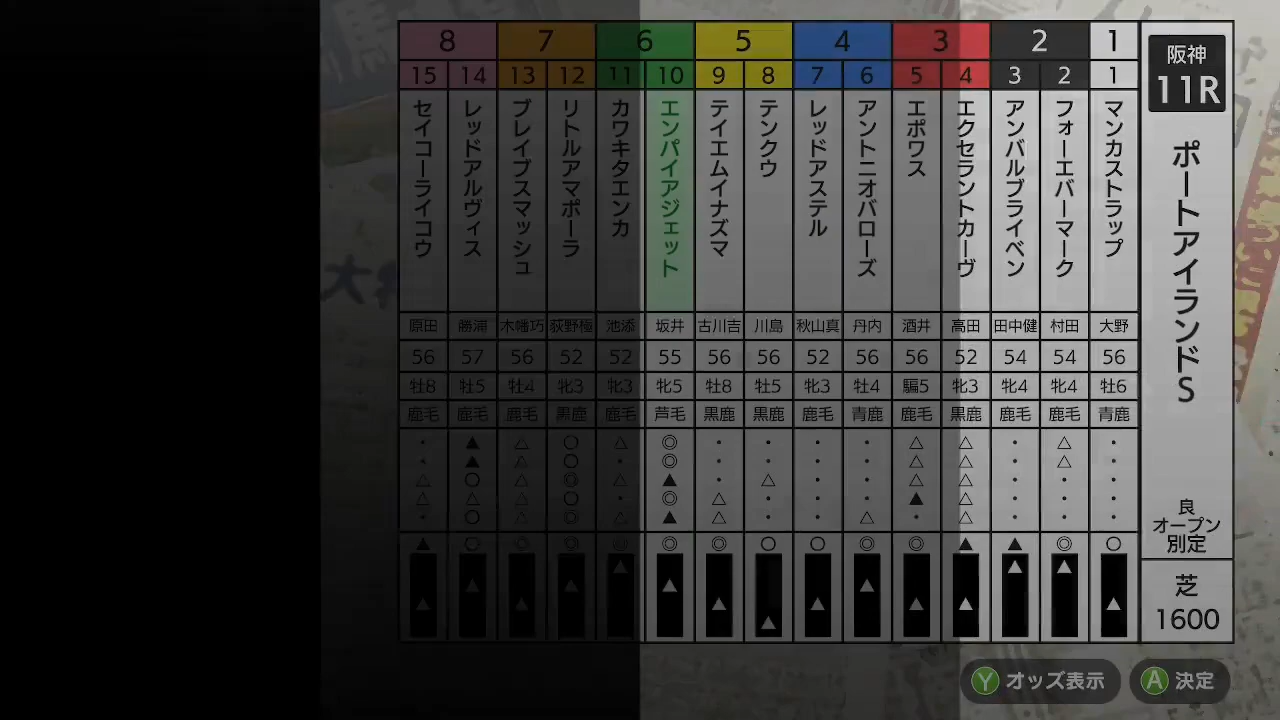 阪神
11R
ポートアイランドS
良
オープン
別定
芝
1600
8 7 6 5 4 3 2 1
15 14 13 12 11 10 9 8 7 6 5 4 3 2 1
マンカストラップ
フォーエバーマーク
アンバルブライベン
エクセラントカーヴ
エポワス
アントニオバローズ
レッドアステル
テンクウ
テイエムイナズマ
エンパイアジェット
カワキタエンカ
リトルアマポーラ
ブレイブスマッシュ
レッドアルヴィス
セイコーライコウ
原田 勝浦 木幡巧 荻野極 池添 坂井 古川吉 川島 秋山真 丹内 酒井 高田 田中健 村田 大野
56 57 56 52 52 55 56 56 52 56 56 52 54 54 56
牡8 牡5 牡4 牝3 牝3 牝5 牡8 牡5 牝3 牡4 騸5 牝3 牝4 牝4 牡6
鹿毛 鹿毛 鹿毛 黒鹿 鹿毛 芦毛 黒鹿 黒鹿 鹿毛 青鹿 鹿毛 黒鹿 鹿毛 鹿毛 青鹿
Y オッズ表示 A 決定